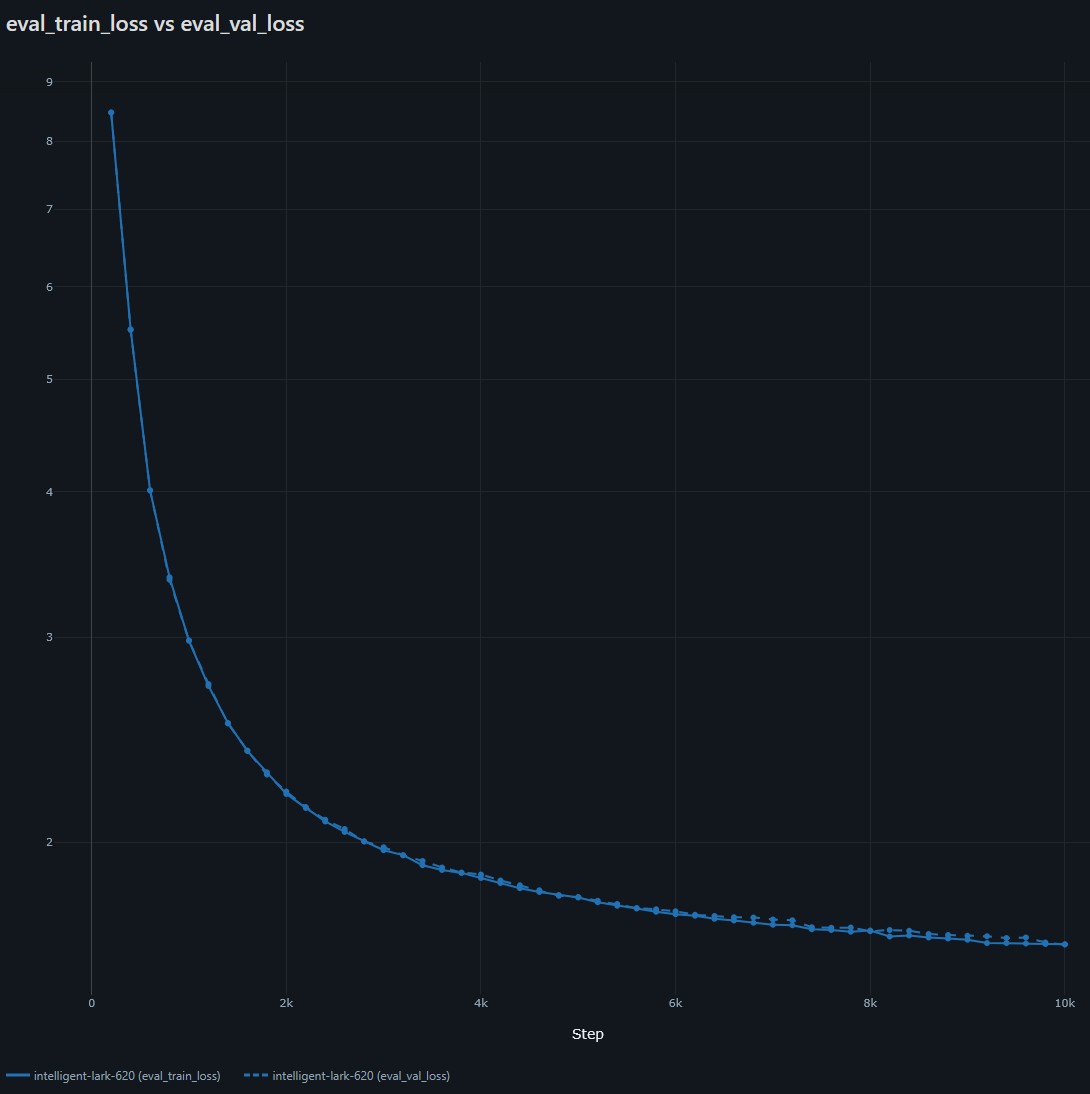 eval_train_loss vs eval_val_loss
9
8
7
6
5
4
3
2
0 2k 4k 6k 8k 10k
Step
intelligent-lark-620 (eval_train_loss) intelligent-lark-620 (eval_val_loss)